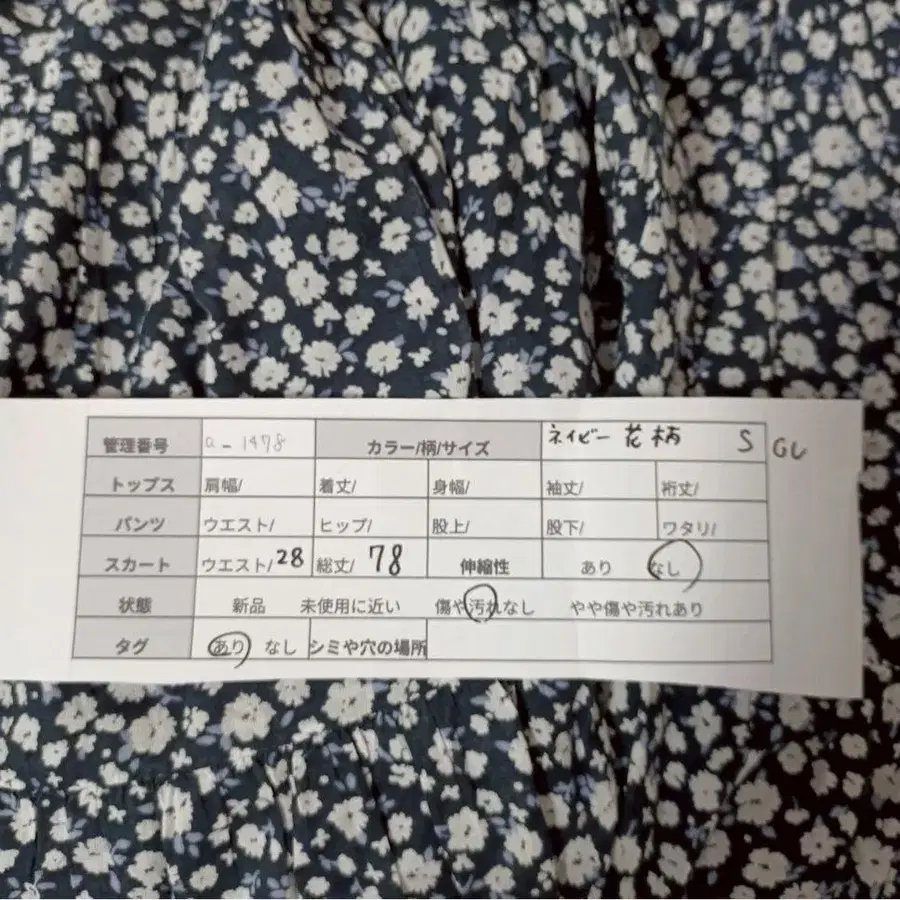 管理番号 a-1478 カラー/柄/サイズ ネイビー 花柄 S GU
トップス 肩幅/ 着丈/ 身幅/ 袖丈/ 裄丈/
パンツ ウエスト/ ヒップ/ 股上/ 股下/ ワタリ/
スカート ウエスト/28 総丈/ 78 伸縮性 あり なし
状態 新品 未使用に近い 傷や汚れなし やや傷や汚れあり
タグ あり なし シミや穴の場所